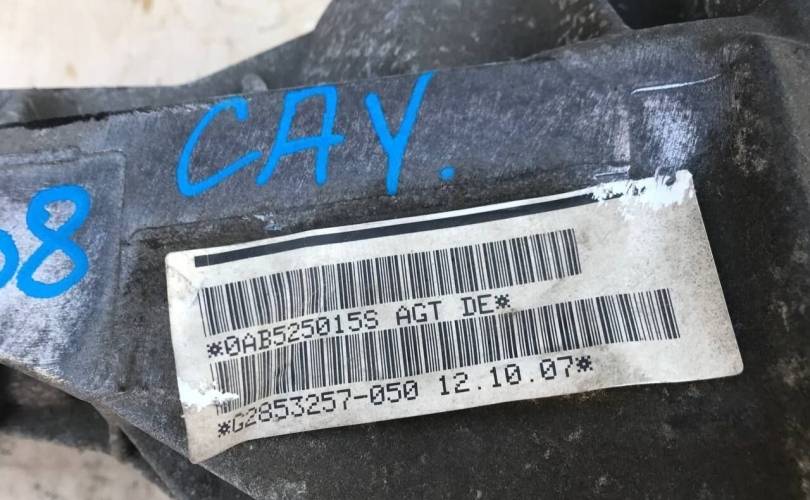 CAY.
08
*0AB525015S AGT DE*
*G2853257-050 12.10.07*